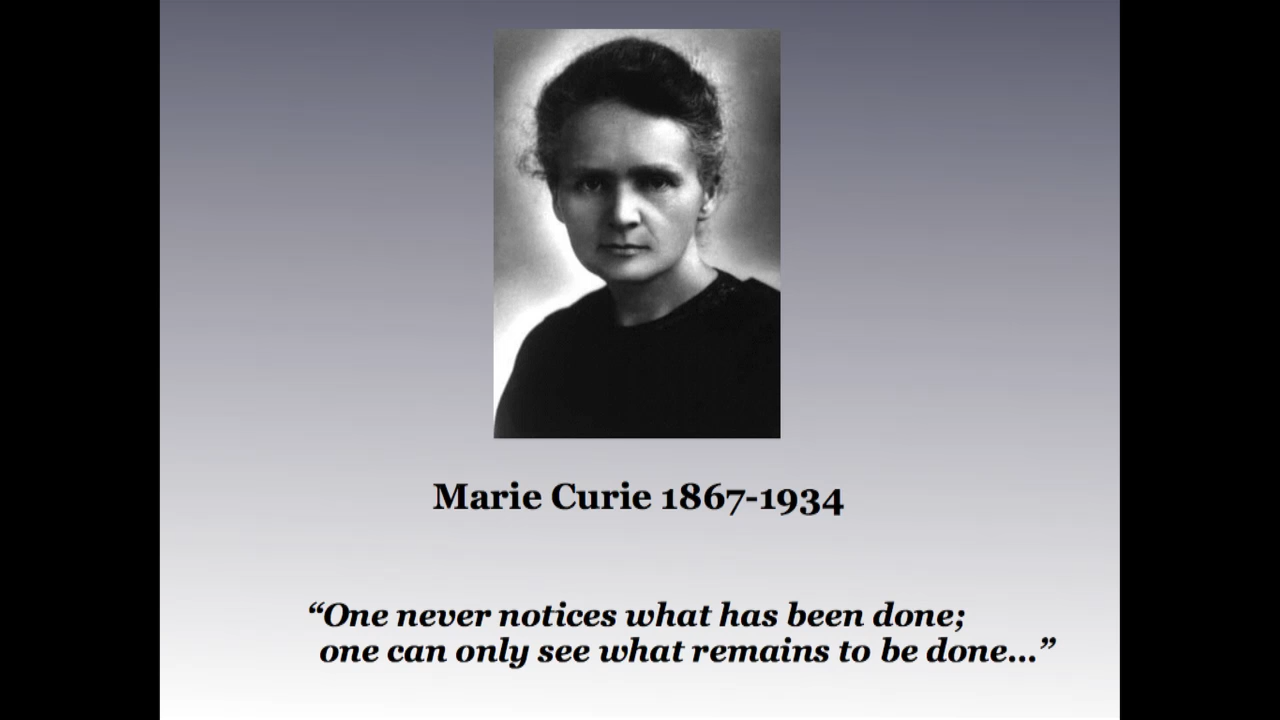 Marie Curie 1867-1934
“One never notices what has been done;
one can only see what remains to be done...”